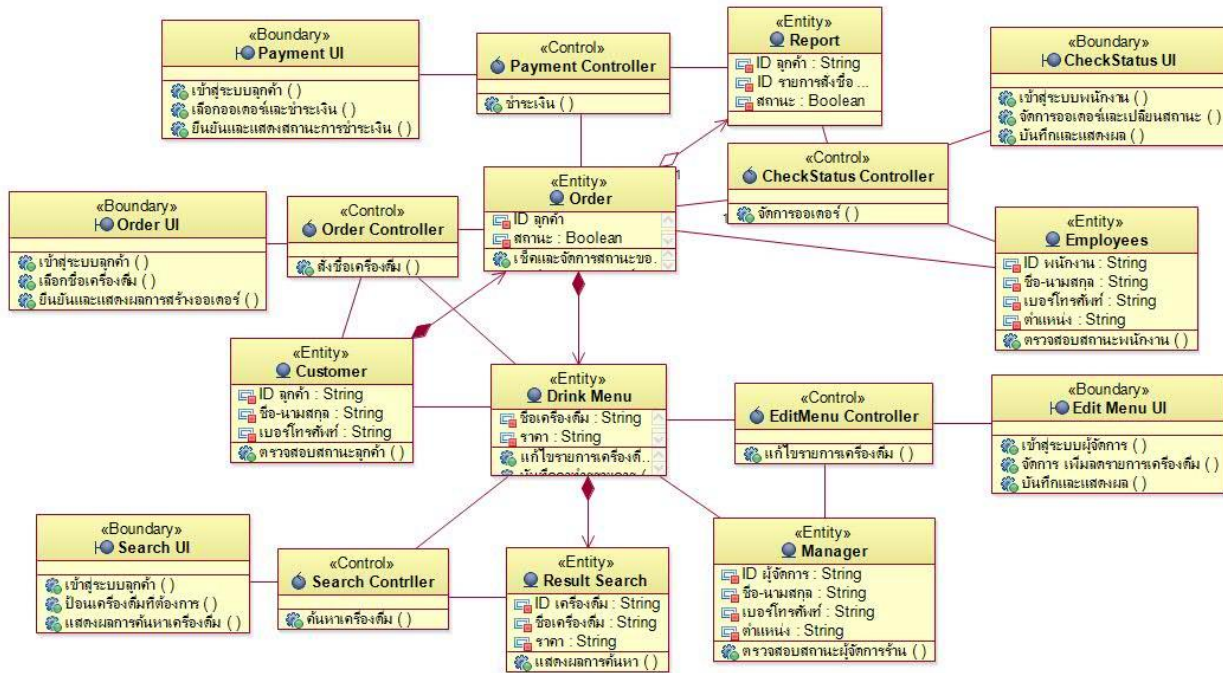 «Boundary»
Payment UI
เข้าสู่ระบบลูกค้า ( )
เลือกออเดอร์และชำระเงิน ( )
ยืนยันและแสดงสถานะการชำระเงิน ( )
«Control»
Payment Controller
ชำระเงิน ( )
«Entity»
Report
ID ลูกค้า : String
ID รายการสั่งซื้อ ...
สถานะ : Boolean
«Boundary»
CheckStatus UI
เข้าสู่ระบบพนักงาน ( )
จัดการออเดอร์และเปลี่ยนสถานะ ( )
บันทึกและแสดงผล ( )
«Boundary»
Order UI
เข้าสู่ระบบลูกค้า ( )
เลือกซื้อเครื่องดื่ม ( )
ยืนยันและแสดงผลการสร้างออเดอร์ ( )
«Control»
Order Controller
สั่งซื้อเครื่องดื่ม ( )
«Entity»
Order
ID ลูกค้า
สถานะ : Boolean
เช็คและจัดการสถานะขอ...
1
«Control»
CheckStatus Controller
จัดการออเดอร์ ( )
1
«Entity»
Employees
ID พนักงาน : String
ชื่อ-นามสกุล : String
เบอร์โทรศัพท์ : String
ตำแหน่ง : String
ตรวจสอบสถานะพนักงาน ( )
«Entity»
Customer
ID ลูกค้า : String
ชื่อ-นามสกุล : String
เบอร์โทรศัพท์ : String
ตรวจสอบสถานะลูกค้า ( )
«Entity»
Drink Menu
ชื่อเครื่องดื่ม : String
ราคา : String
แก้ไขรายการเครื่องดื่...
«Control»
EditMenu Controller
แก้ไขรายการเครื่องดื่ม ( )
«Boundary»
Edit Menu UI
เข้าสู่ระบบผู้จัดการ ( )
จัดการ เพิ่มลดรายการเครื่องดื่ม ( )
บันทึกและแสดงผล ( )
«Boundary»
Search UI
เข้าสู่ระบบลูกค้า ( )
ป้อนเครื่องดื่มที่ต้องการ ( )
แสดงผลการค้นหาเครื่องดื่ม ( )
«Control»
Search Contrller
ค้นหาเครื่องดื่ม ( )
«Entity»
Result Search
ID เครื่องดื่ม : String
ชื่อเครื่องดื่ม : String
ราคา : String
แสดงผลการค้นหา ( )
«Entity»
Manager
ID ผู้จัดการ : String
ชื่อ-นามสกุล : String
เบอร์โทรศัพท์ : String
ตำแหน่ง : String
ตรวจสอบสถานะผู้จัดการร้าน ( )